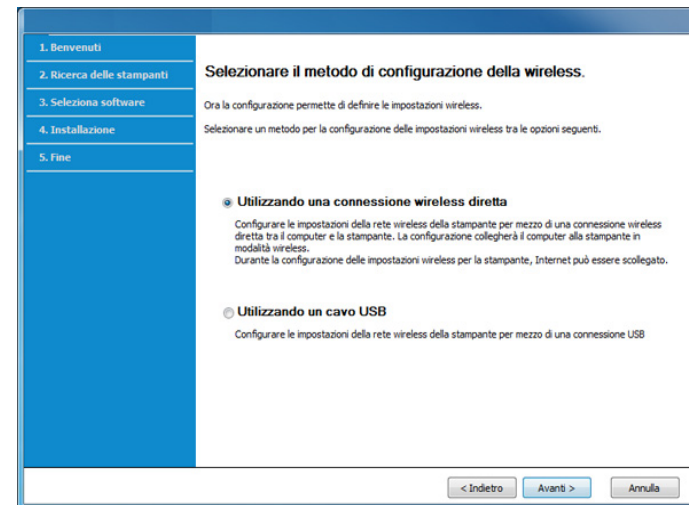 1. Benvenuti
2. Ricerca delle stampanti
3. Seleziona software
4. Installazione
5. Fine
Selezionare il metodo di configurazione della wireless.
Ora la configurazione permette di definire le impostazioni wireless.
Selezionare un metodo per la configurazione delle impostazioni wireless tra le opzioni seguenti.
Utilizzando una connessione wireless diretta
Configurare le impostazioni della rete wireless della stampante per mezzo di una connessione wireless
diretta tra il computer e la stampante. La configurazione collegherà il computer alla stampante in
modalità wireless.
Durante la configurazione delle impostazioni wireless per la stampante, Internet può essere scollegato.
Utilizzando un cavo USB
Configurare le impostazioni della rete wireless della stampante per mezzo di una connessione USB
< Indietro
Avanti >
Annulla